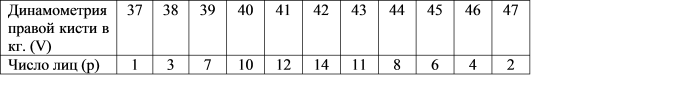 Динамометрия 37 38 39 40 41 42 43 44 45 46 47
правой кисти в
кг. (V)
Число лиц (p) 1 3 7 10 12 14 11 8 6 4 2